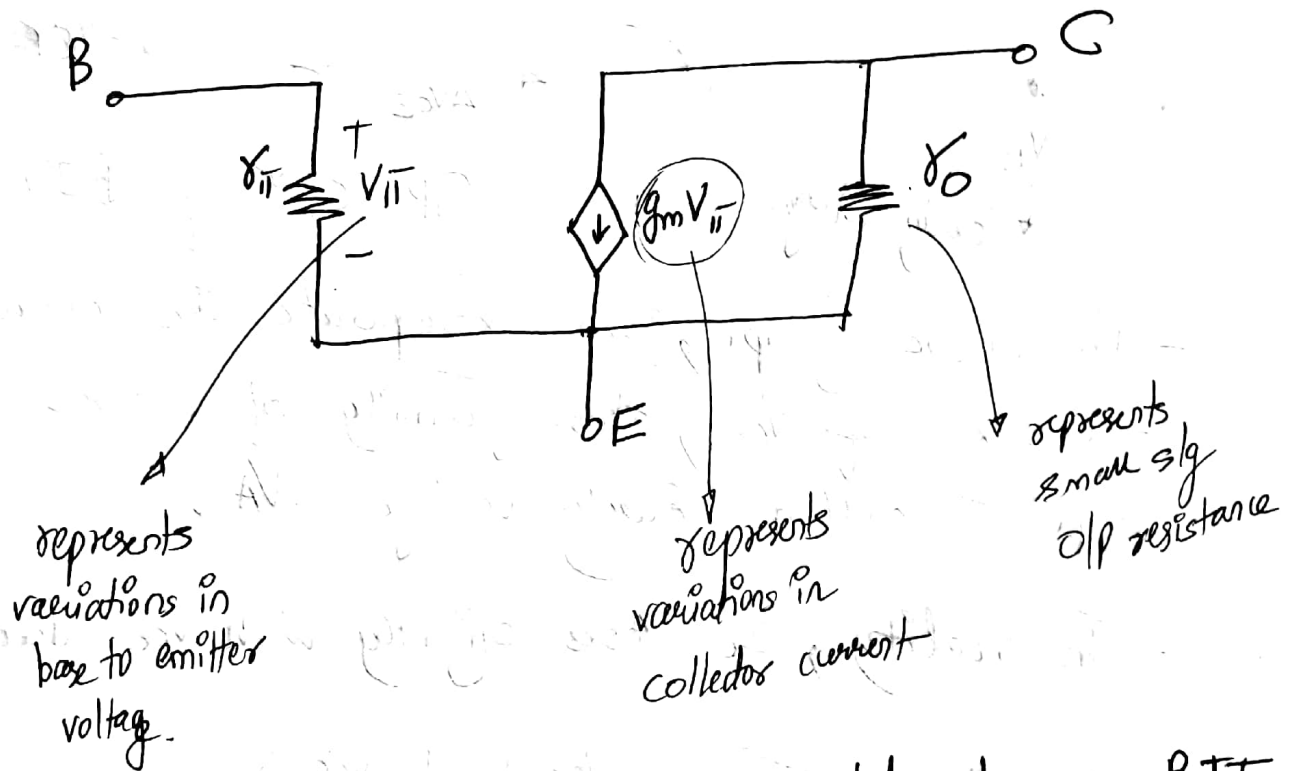 B
C
+
rπ
Vπ
-
gmVπ
ro
E
represents
small s/g
o/p resistance
represents
variations in
base to emitter
voltage.
represents
variations in
collector current
BJT